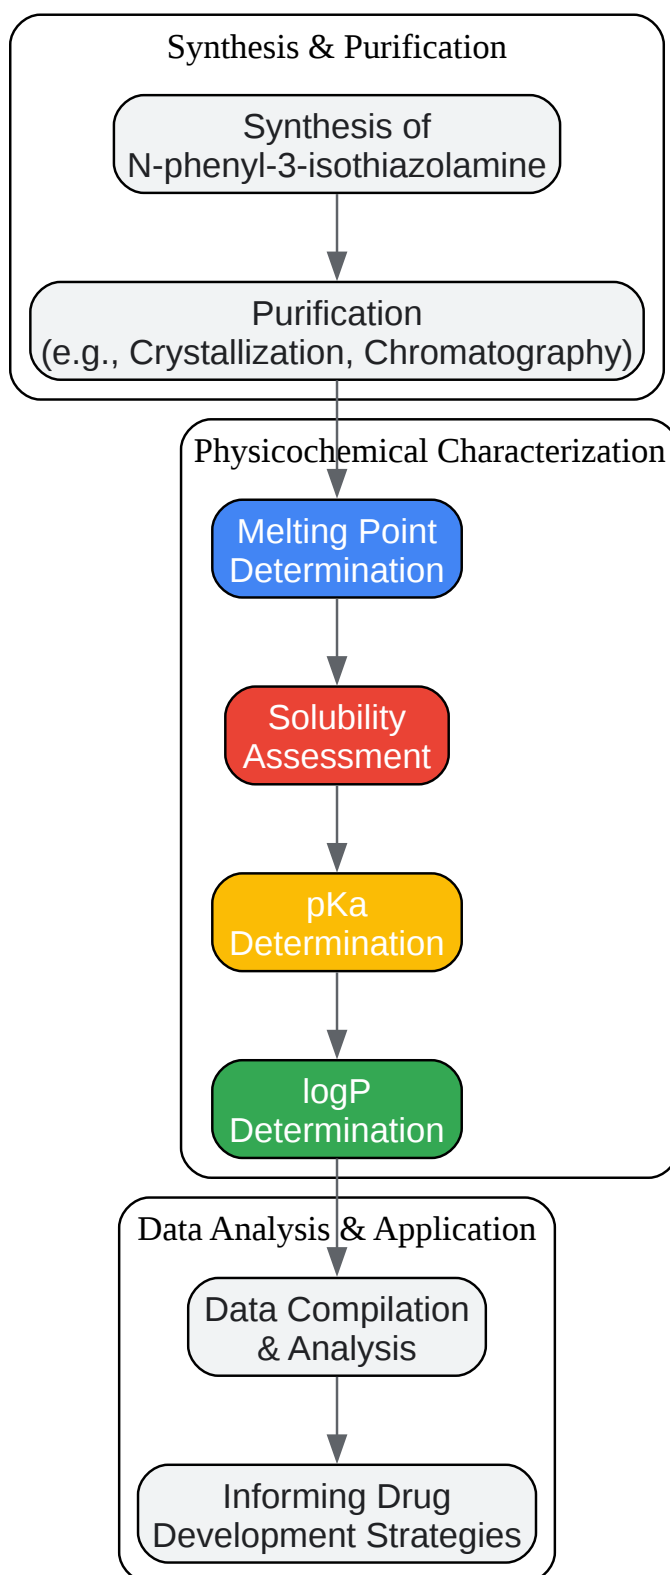 Synthesis & Purification
Synthesis of
N-phenyl-3-isothiazolamine
Purification
(e.g., Crystallization, Chromatography)
Physicochemical Characterization
Melting Point
Determination
Solubility
Assessment
pKa
Determination
logP
Determination
Data Analysis & Application
Data Compilation
& Analysis
Informing Drug
Development Strategies